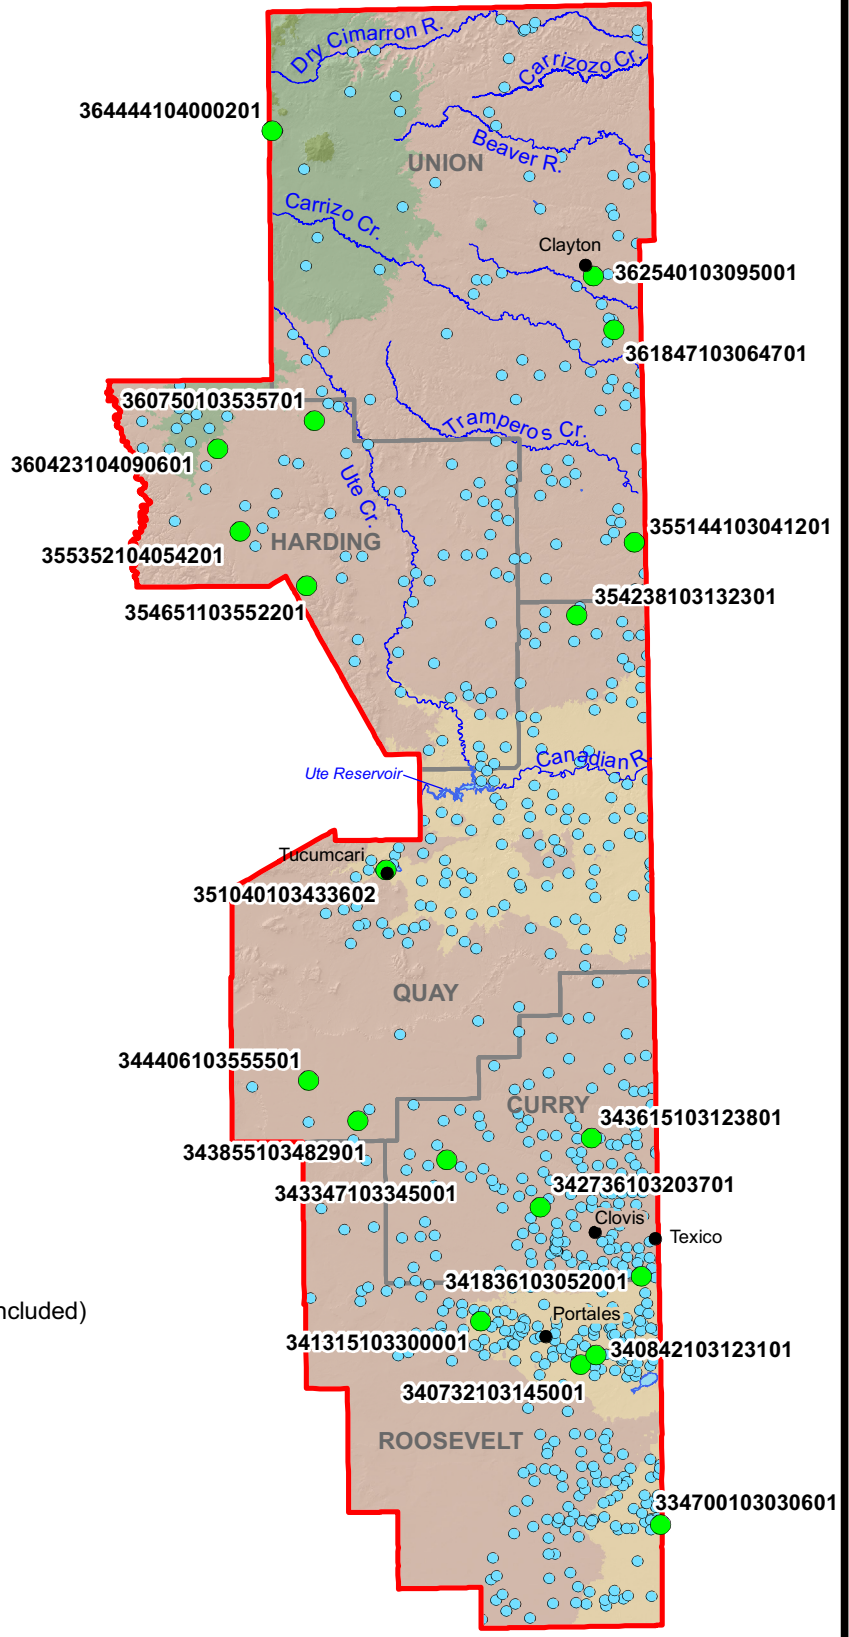 Dry Cimarron R.
Carrizozo Cr.
364444104000201
Beaver R.
UNION
Carrizo Cr.
Clayton
362540103095001
361847103064701
360750103535701
Tramperos Cr.
360423104090601
Ute Cr.
355144103041201
HARDING
355352104054201
354238103132301
354651103552201
Canadian R.
Ute Reservoir
Tucumcari
351040103433602
QUAY
344406103555501
CURRY
343615103123801
343855103482901
343347103345001
342736103203701
Clovis
Texico
341836103052001
ncluded)
Portales
341315103300001
340842103123101
340732103145001
ROOSEVELT
334700103030601